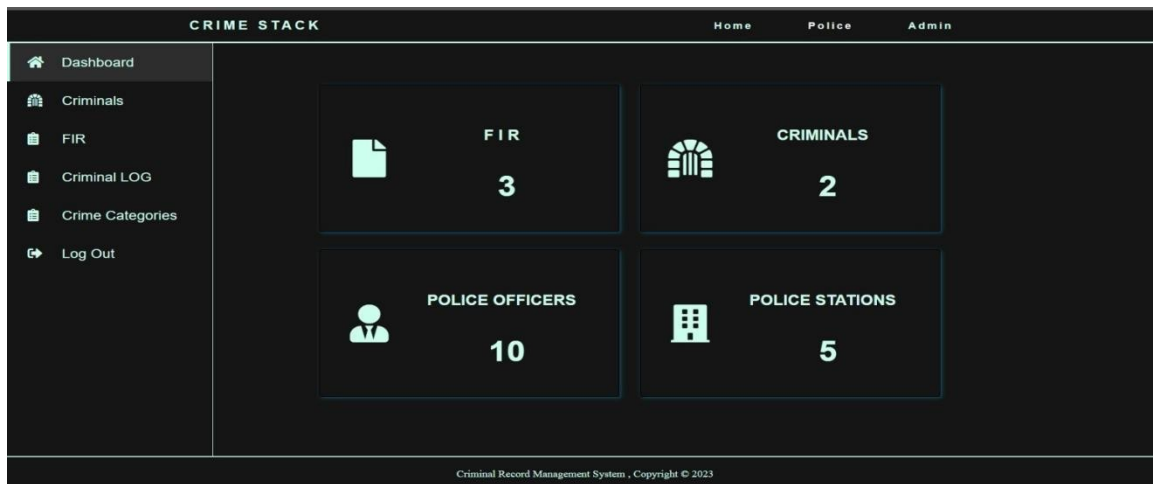 CRIME STACK
Home Police Admin
Dashboard
Criminals
FIR
Criminal LOG
Crime Categories
Log Out
FIR
3
CRIMINALS
2
POLICE OFFICERS
10
POLICE STATIONS
5
Criminal Record Management System , Copyright © 2023